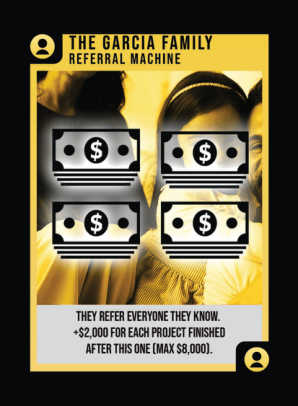 THE GARCIA FAMILY
REFERRAL MACHINE
$ $
$ $
THEY REFER EVERYONE THEY KNOW.
+$2,000 FOR EACH PROJECT FINISHED
AFTER THIS ONE (MAX $8,000).